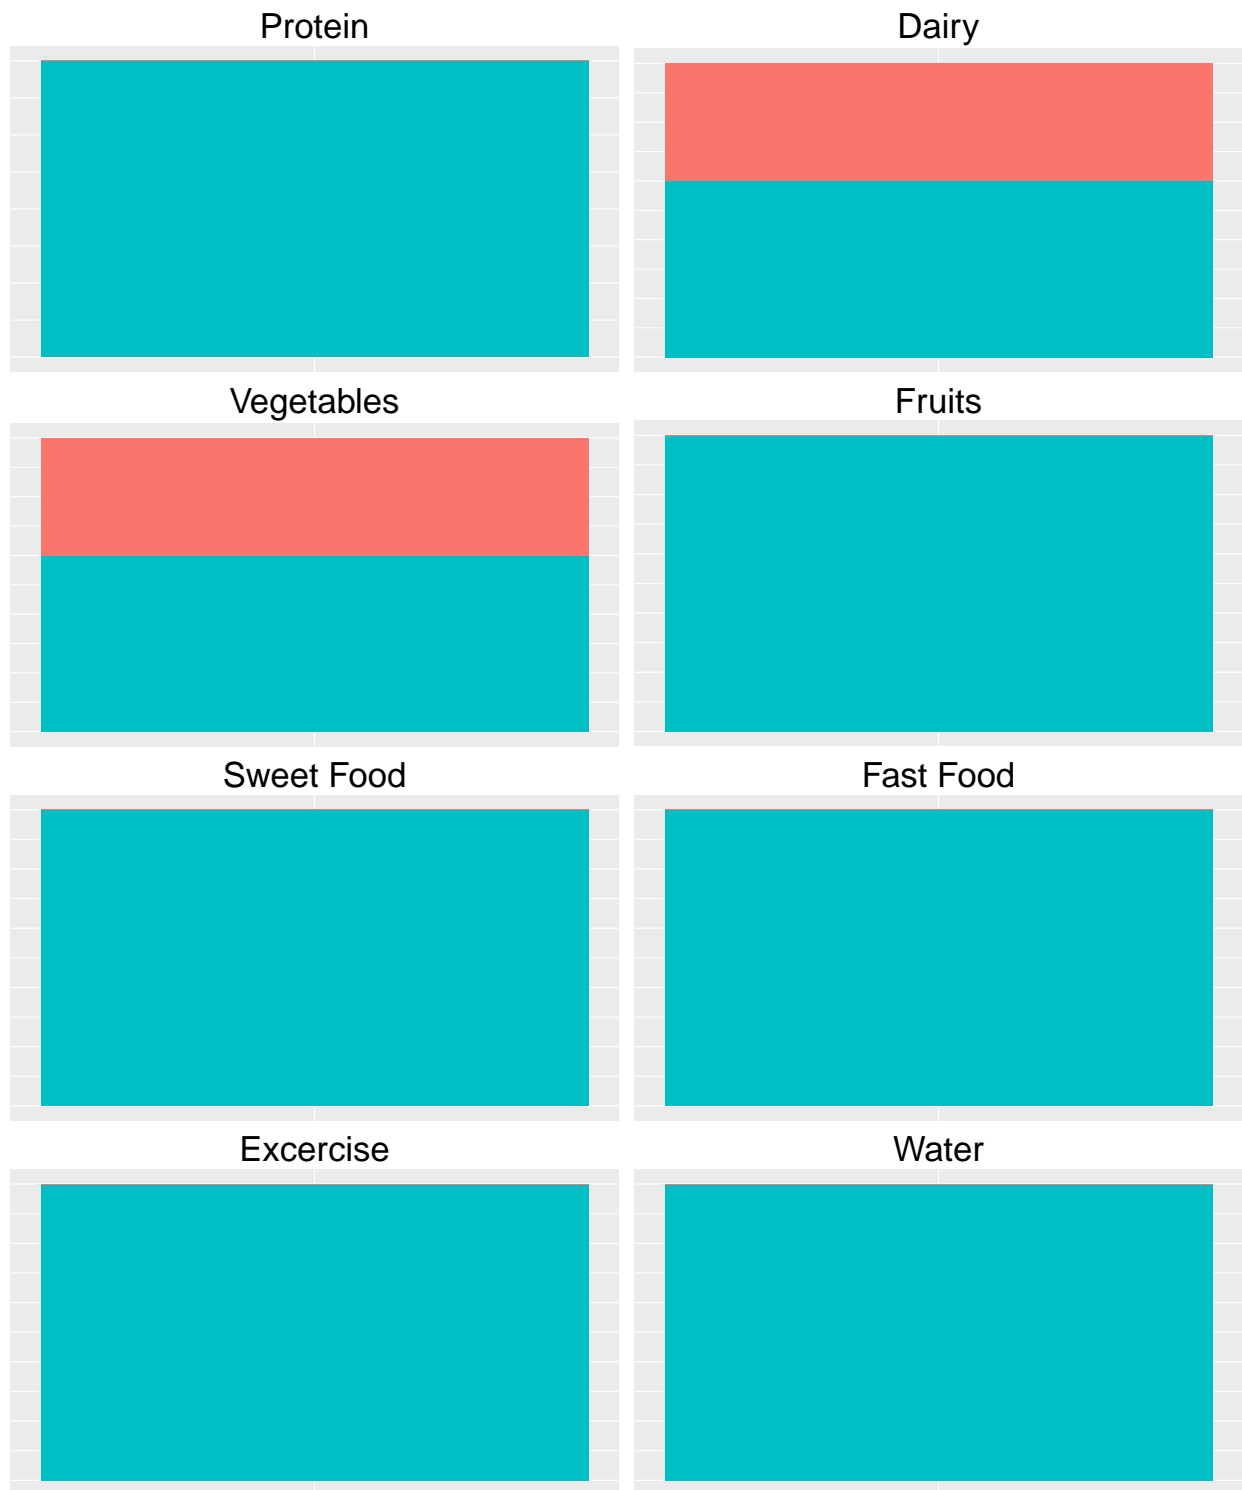 Protein
Dairy
Vegetables
Fruits
Sweet Food
Fast Food
Excercise
Water